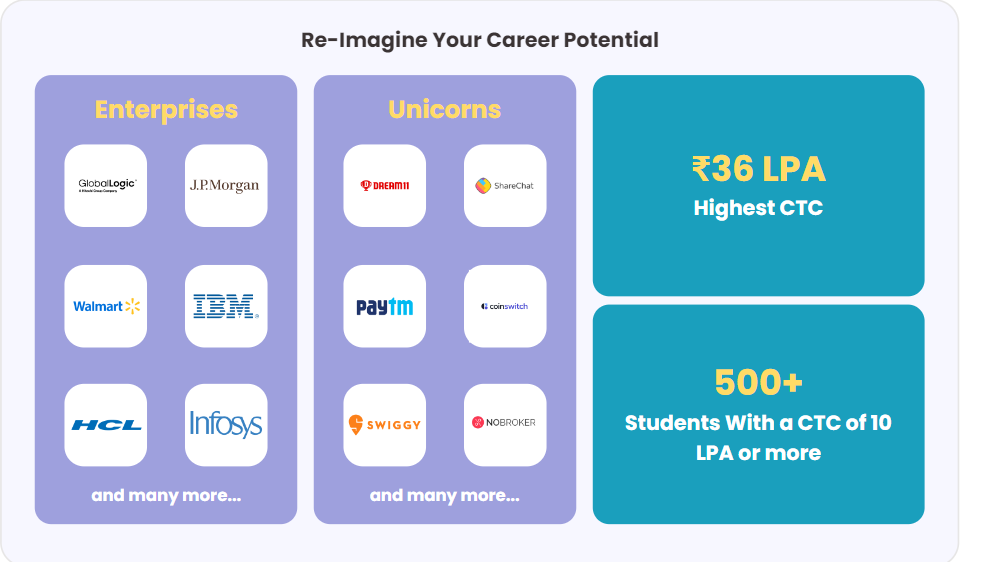 Re-Imagine Your Career Potential
Enterprises
GlobalLogic
A Hitachi Group Company
J.P.Morgan
Walmart
IBM
HCL
Infosys
and many more...
Unicorns
DREAM11
ShareChat
paytm
coinswitch
SWIGGY
NOBROKER
and many more...
₹36 LPA
Highest CTC
500+
Students With a CTC of 10
LPA or more